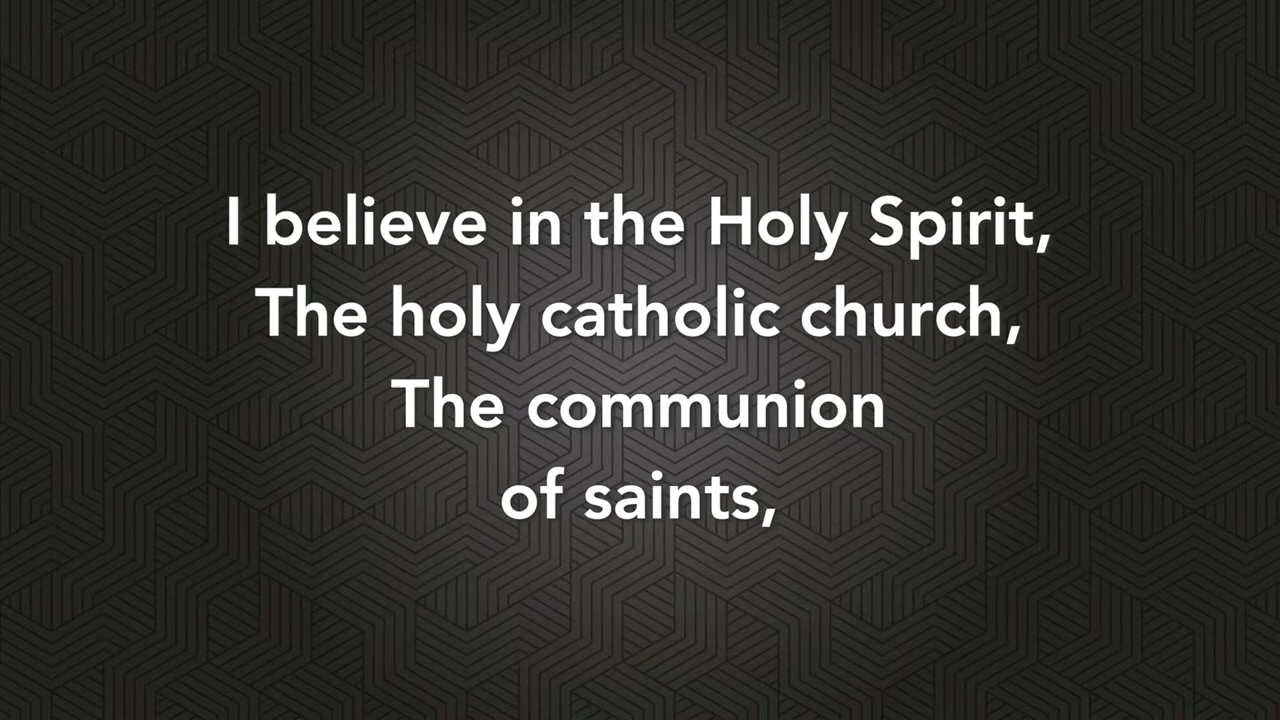 I believe in the Holy Spirit,
The holy catholic church,
The communion
of saints,